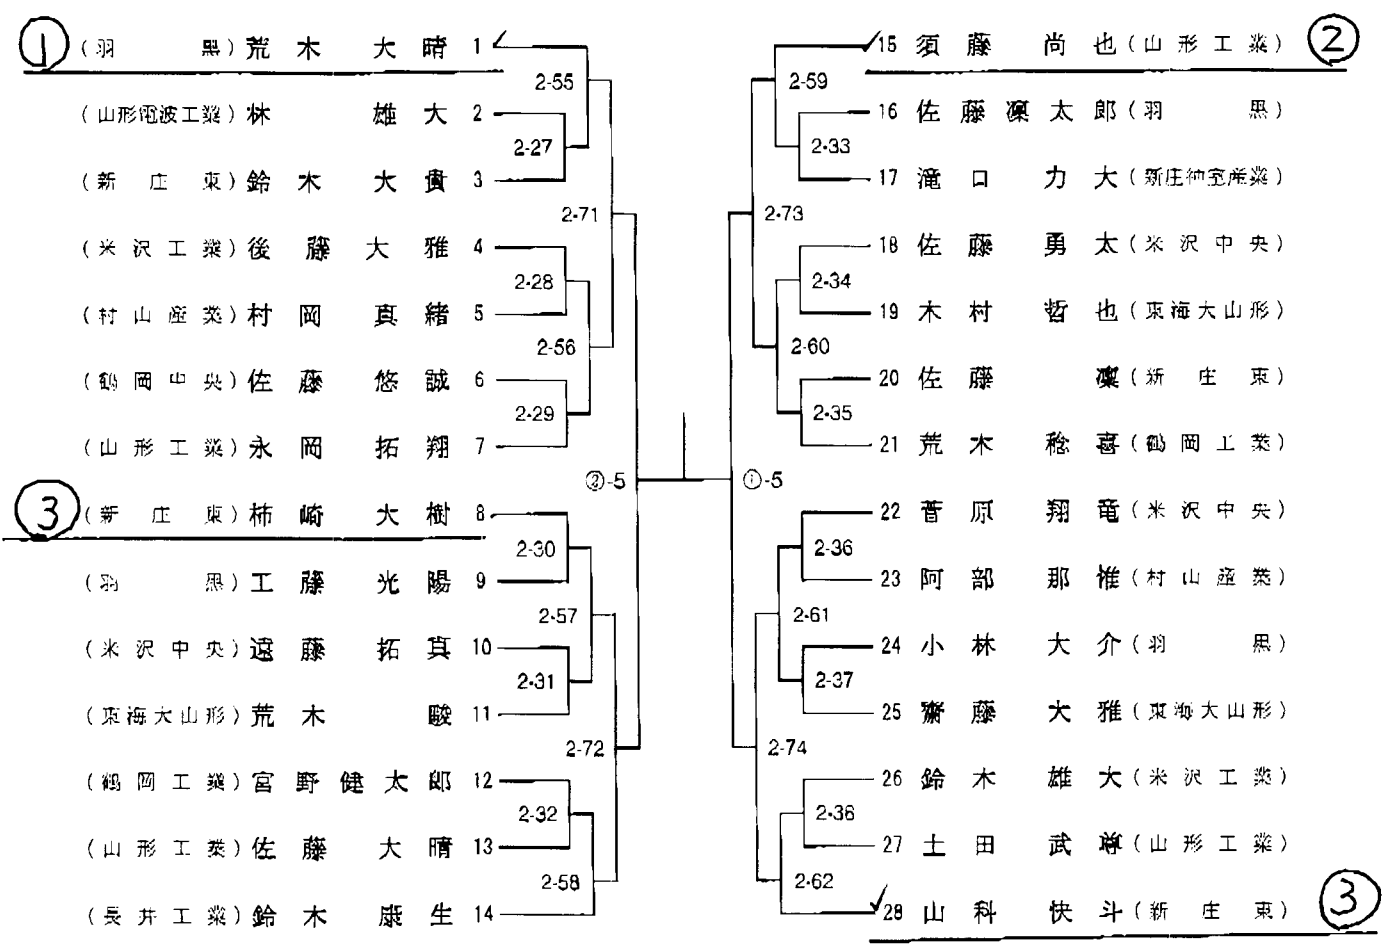 ① (羽黒) 荒木大晴 1
(山形電波工業) 林雄大 2
(新庄東) 鈴木大貴 3
(米沢工業) 後藤大雅 4
(村山産業) 村岡真緒 5
(鶴岡中央) 佐藤悠誠 6
(山形工業) 永岡拓翔 7
③ (新庄東) 柿崎大樹 8
(羽黒) 工藤光陽 9
(米沢中央) 遠藤拓真 10
(東海大山形) 荒木駿 11
(鶴岡工業) 宮野健太郎 12
(山形工業) 佐藤大晴 13
(長井工業) 鈴木康生 14
2-55
2-27
2-71
2-28
2-56
2-29
②-5
2-30
2-57
2-31
2-72
2-32
2-58
①-5
2-59
2-33
2-73
2-34
2-60
2-35
2-36
2-61
2-37
2-74
2-36
2-62
15 須藤尚也 (山形工業) ②
16 佐藤凜太郎 (羽黒)
17 滝口力大 (新庄神室産業)
18 佐藤勇太 (米沢中央)
19 木村哲也 (東海大山形)
20 佐藤凜 (新庄東)
21 荒木稔喜 (鶴岡工業)
22 菅原翔竜 (米沢中央)
23 阿部那惟 (村山産業)
24 小林大介 (羽黒)
25 齋藤大雅 (東海大山形)
26 鈴木雄大 (米沢工業)
27 土田武尊 (山形工業)
28 山科快斗 (新庄東) ③